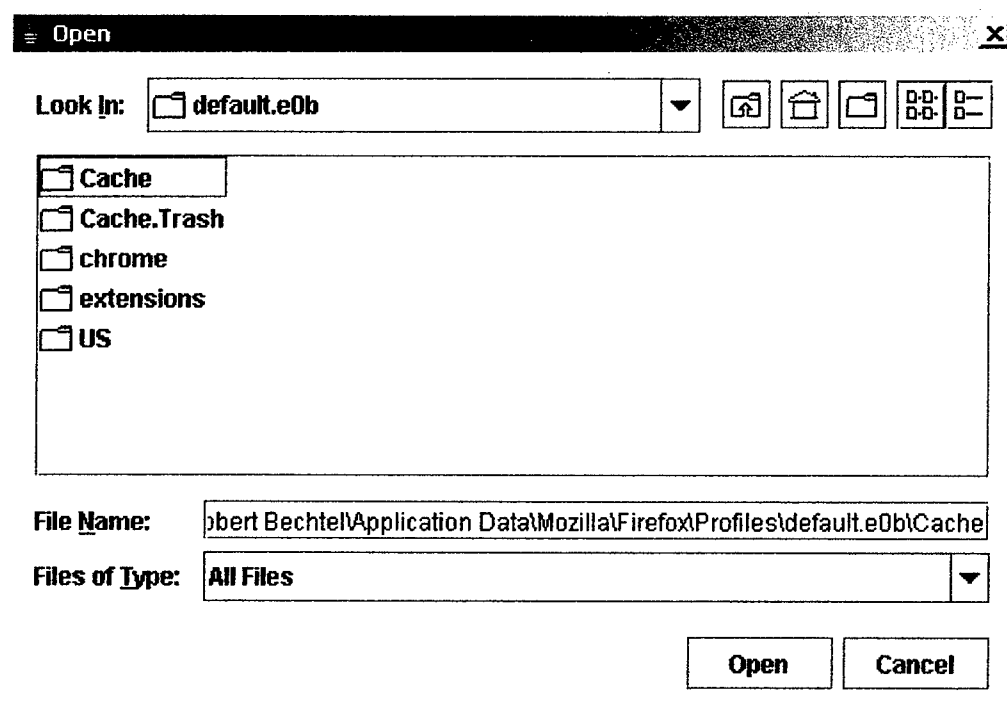 Open
Look In: default.e0b
Cache
Cache.Trash
chrome
extensions
US
File Name: Bechtel\Application Data\Mozilla\Firefox\Profiles\default.e0b\Cache
Files of Type: All Files
Open Cancel